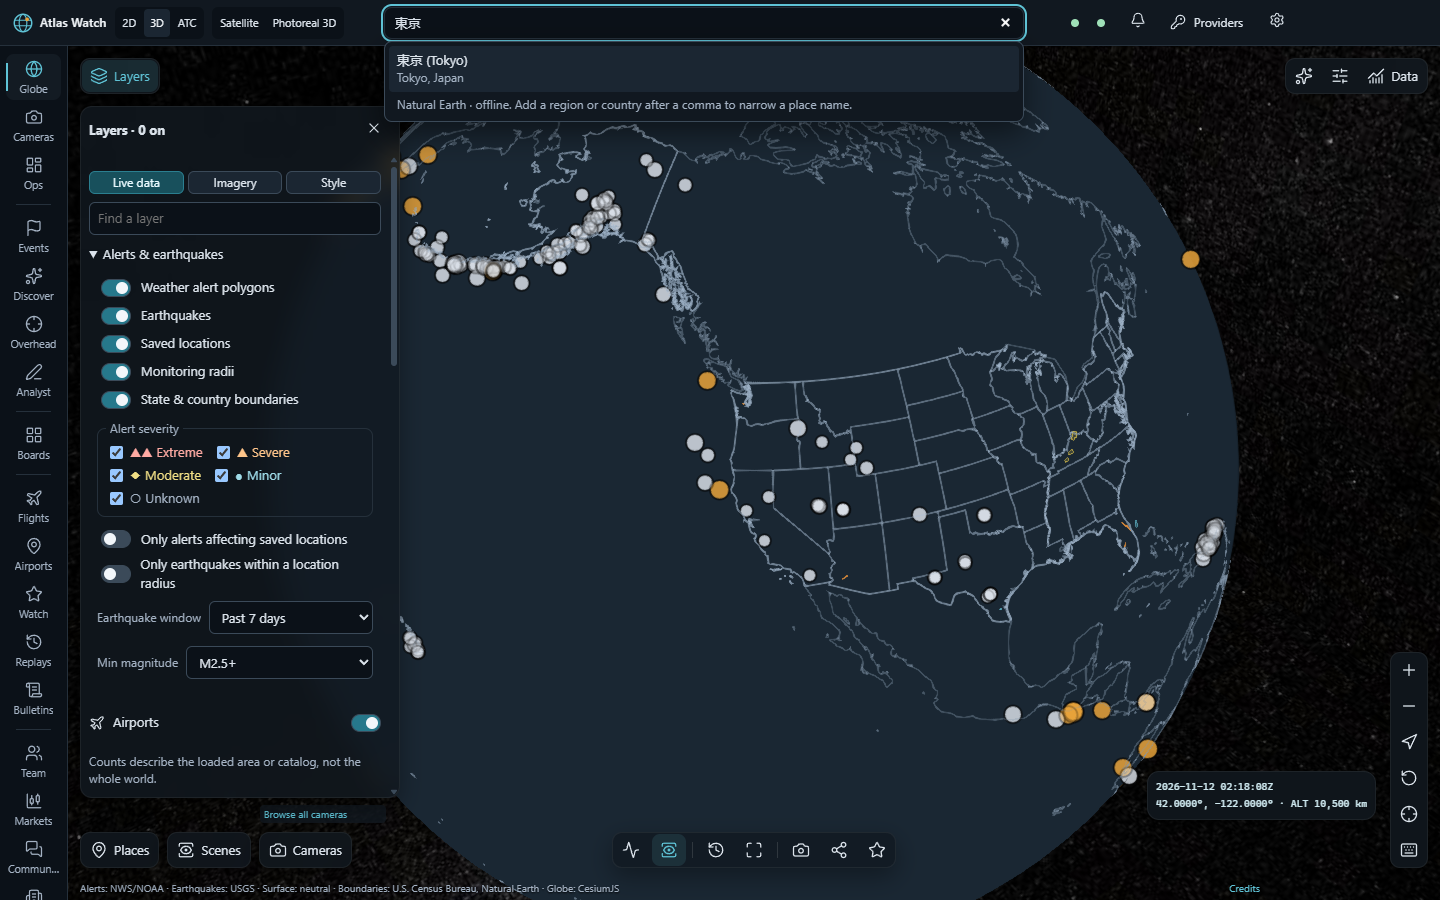 Atlas Watch
2D
3D
ATC
Satellite
Photoreal 3D
東京
Providers
東京 (Tokyo)
Tokyo, Japan
Natural Earth · offline. Add a region or country after a comma to narrow a place name.
Globe
Cameras
Ops
Events
Discover
Overhead
Analyst
Boards
Flights
Airports
Watch
Replays
Bulletins
Team
Markets
Commun...
Layers
Data
Layers · 0 on
Live data
Imagery
Style
Find a layer
Alerts & earthquakes
Weather alert polygons
Earthquakes
Saved locations
Monitoring radii
State & country boundaries
Alert severity
Extreme
Severe
Moderate
Minor
Unknown
Only alerts affecting saved locations
Only earthquakes within a location
radius
Earthquake window
Past 7 days
Min magnitude
M2.5+
Airports
Counts describe the loaded area or catalog, not the
whole world.
Browse all cameras
Places
Scenes
Cameras
2026-11-12 02:18:08Z
42.0000°, -122.0000° · ALT 10,500 km
Alerts: NWS/NOAA · Earthquakes: USGS · Surface: neutral · Boundaries: U.S. Census Bureau, Natural Earth · Globe: CesiumJS
Credits